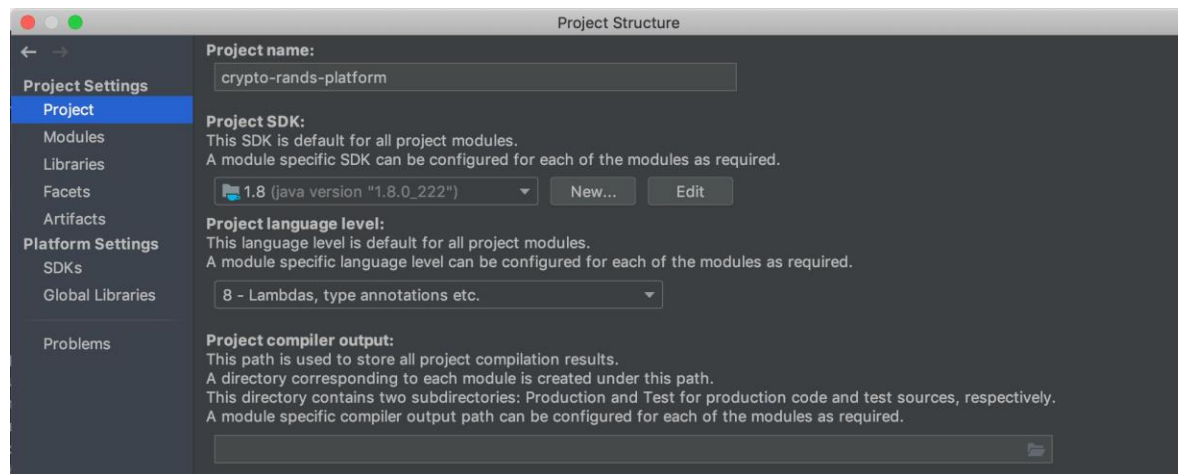 Project Structure
Project Settings
Project
Modules
Libraries
Facets
Artifacts
Platform Settings
SDKs
Global Libraries
Problems
Project name:
crypto-rands-platform
Project SDK:
This SDK is default for all project modules.
A module specific SDK can be configured for each of the modules as required.
1.8 (java version "1.8.0_222") New... Edit
Project language level:
This language level is default for all project modules.
A module specific language level can be configured for each of the modules as required.
8 - Lambdas, type annotations etc.
Project compiler output:
This path is used to store all project compilation results.
A directory corresponding to each module is created under this path.
This directory contains two subdirectories: Production and Test for production code and test sources, respectively.
A module specific compiler output path can be configured for each of the modules as required.